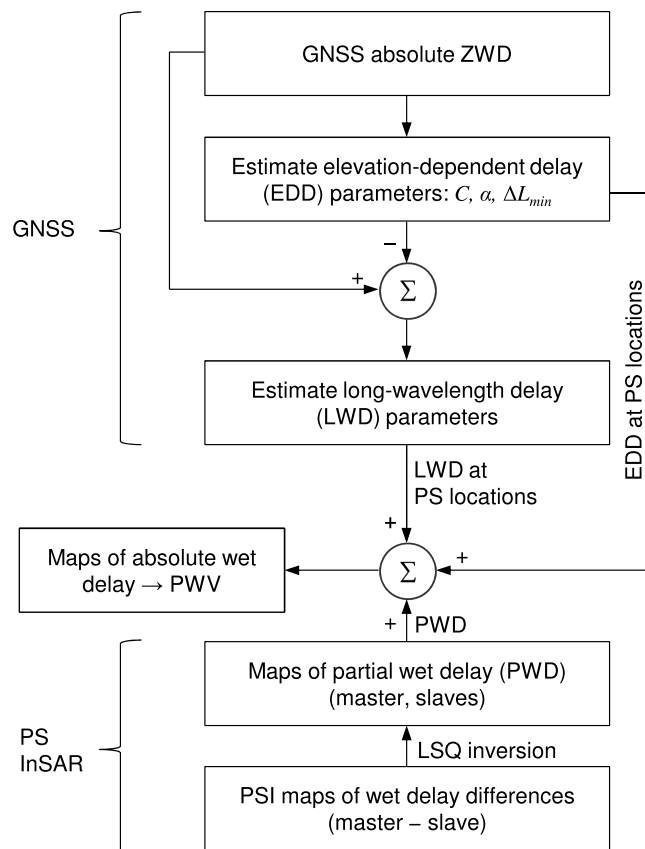 GNSS absolute ZWD
Estimate elevation-dependent delay
(EDD) parameters: C, α, ΔLmin
GNSS
−
+
Σ
EDD at PS locations
Estimate long-wavelength delay
(LWD) parameters
LWD at
PS locations
+
Maps of absolute wet
delay → PWV
Σ
+
+
PWD
Maps of partial wet delay (PWD)
(master, slaves)
PS
InSAR
LSQ inversion
PSI maps of wet delay differences
(master − slave)